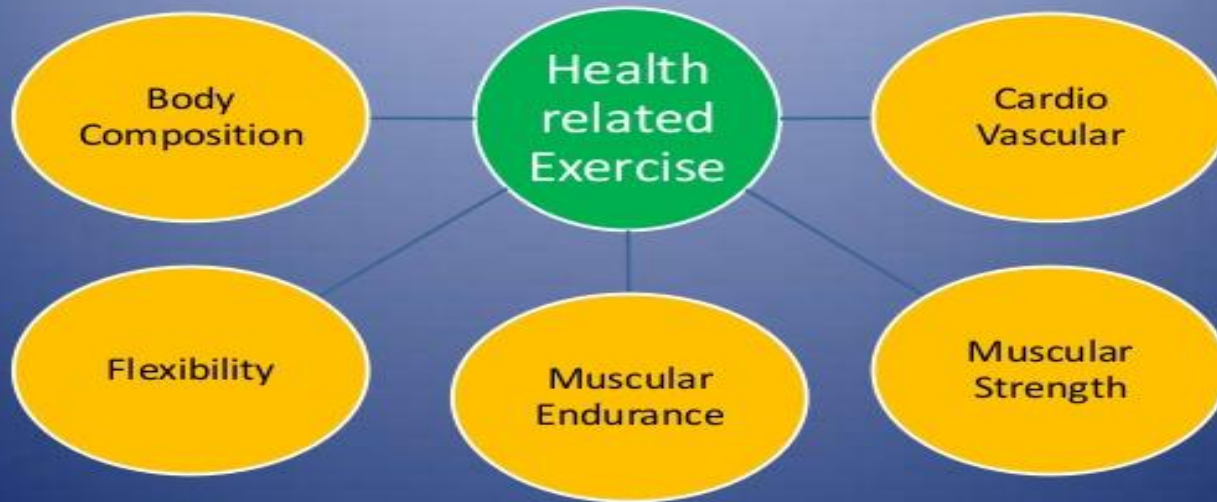 Health
related
Exercise
Body
Composition
Cardio
Vascular
Flexibility
Muscular
Endurance
Muscular
Strength